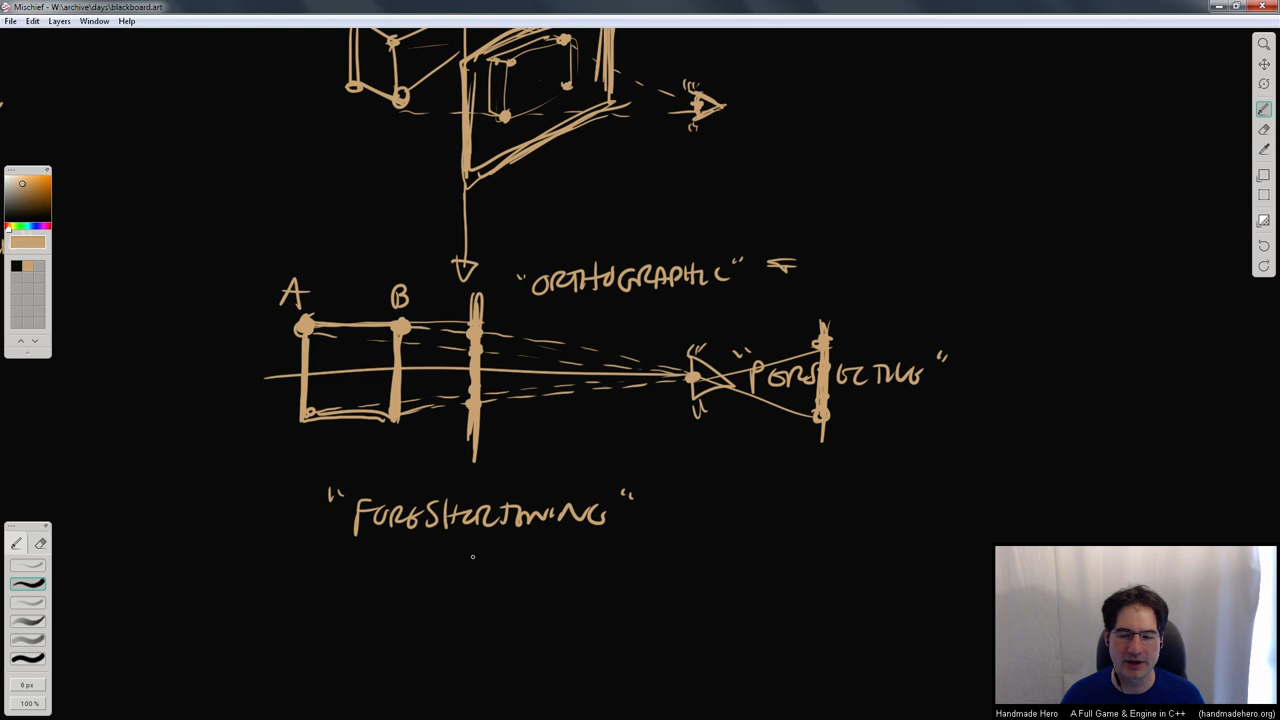 Mischief - W:\archive\days\blackboard.art
File Edit Layers Window Help
"ORTHOGRAPHIC"
A B
"PERSPECTIVE"
"FORESHORTENING"
6 px
100 %
Handmade Hero A Full Game & Engine in C++ (handmadehero.org)